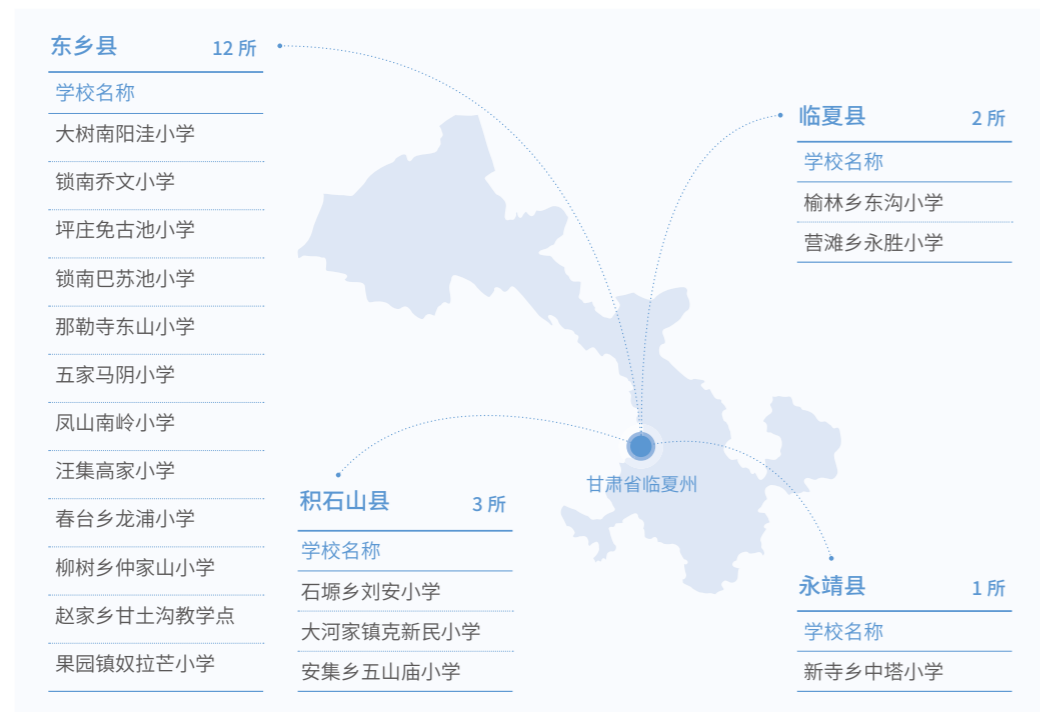 东乡县 12 所
学校名称
大树南阳洼小学
锁南乔文小学
坪庄免古池小学
锁南巴苏池小学
那勒寺东山小学
五家马阴小学
凤山南岭小学
汪集高家小学
春台乡龙浦小学
柳树乡仲家山小学
赵家乡甘土沟教学点
果园镇奴拉芒小学
积石山县 3 所
学校名称
石塬乡刘安小学
大河家镇克新民小学
安集乡五山庙小学
甘肃省临夏州
临夏县 2 所
学校名称
榆林乡东沟小学
营滩乡永胜小学
永靖县 1 所
学校名称
新寺乡中塔小学